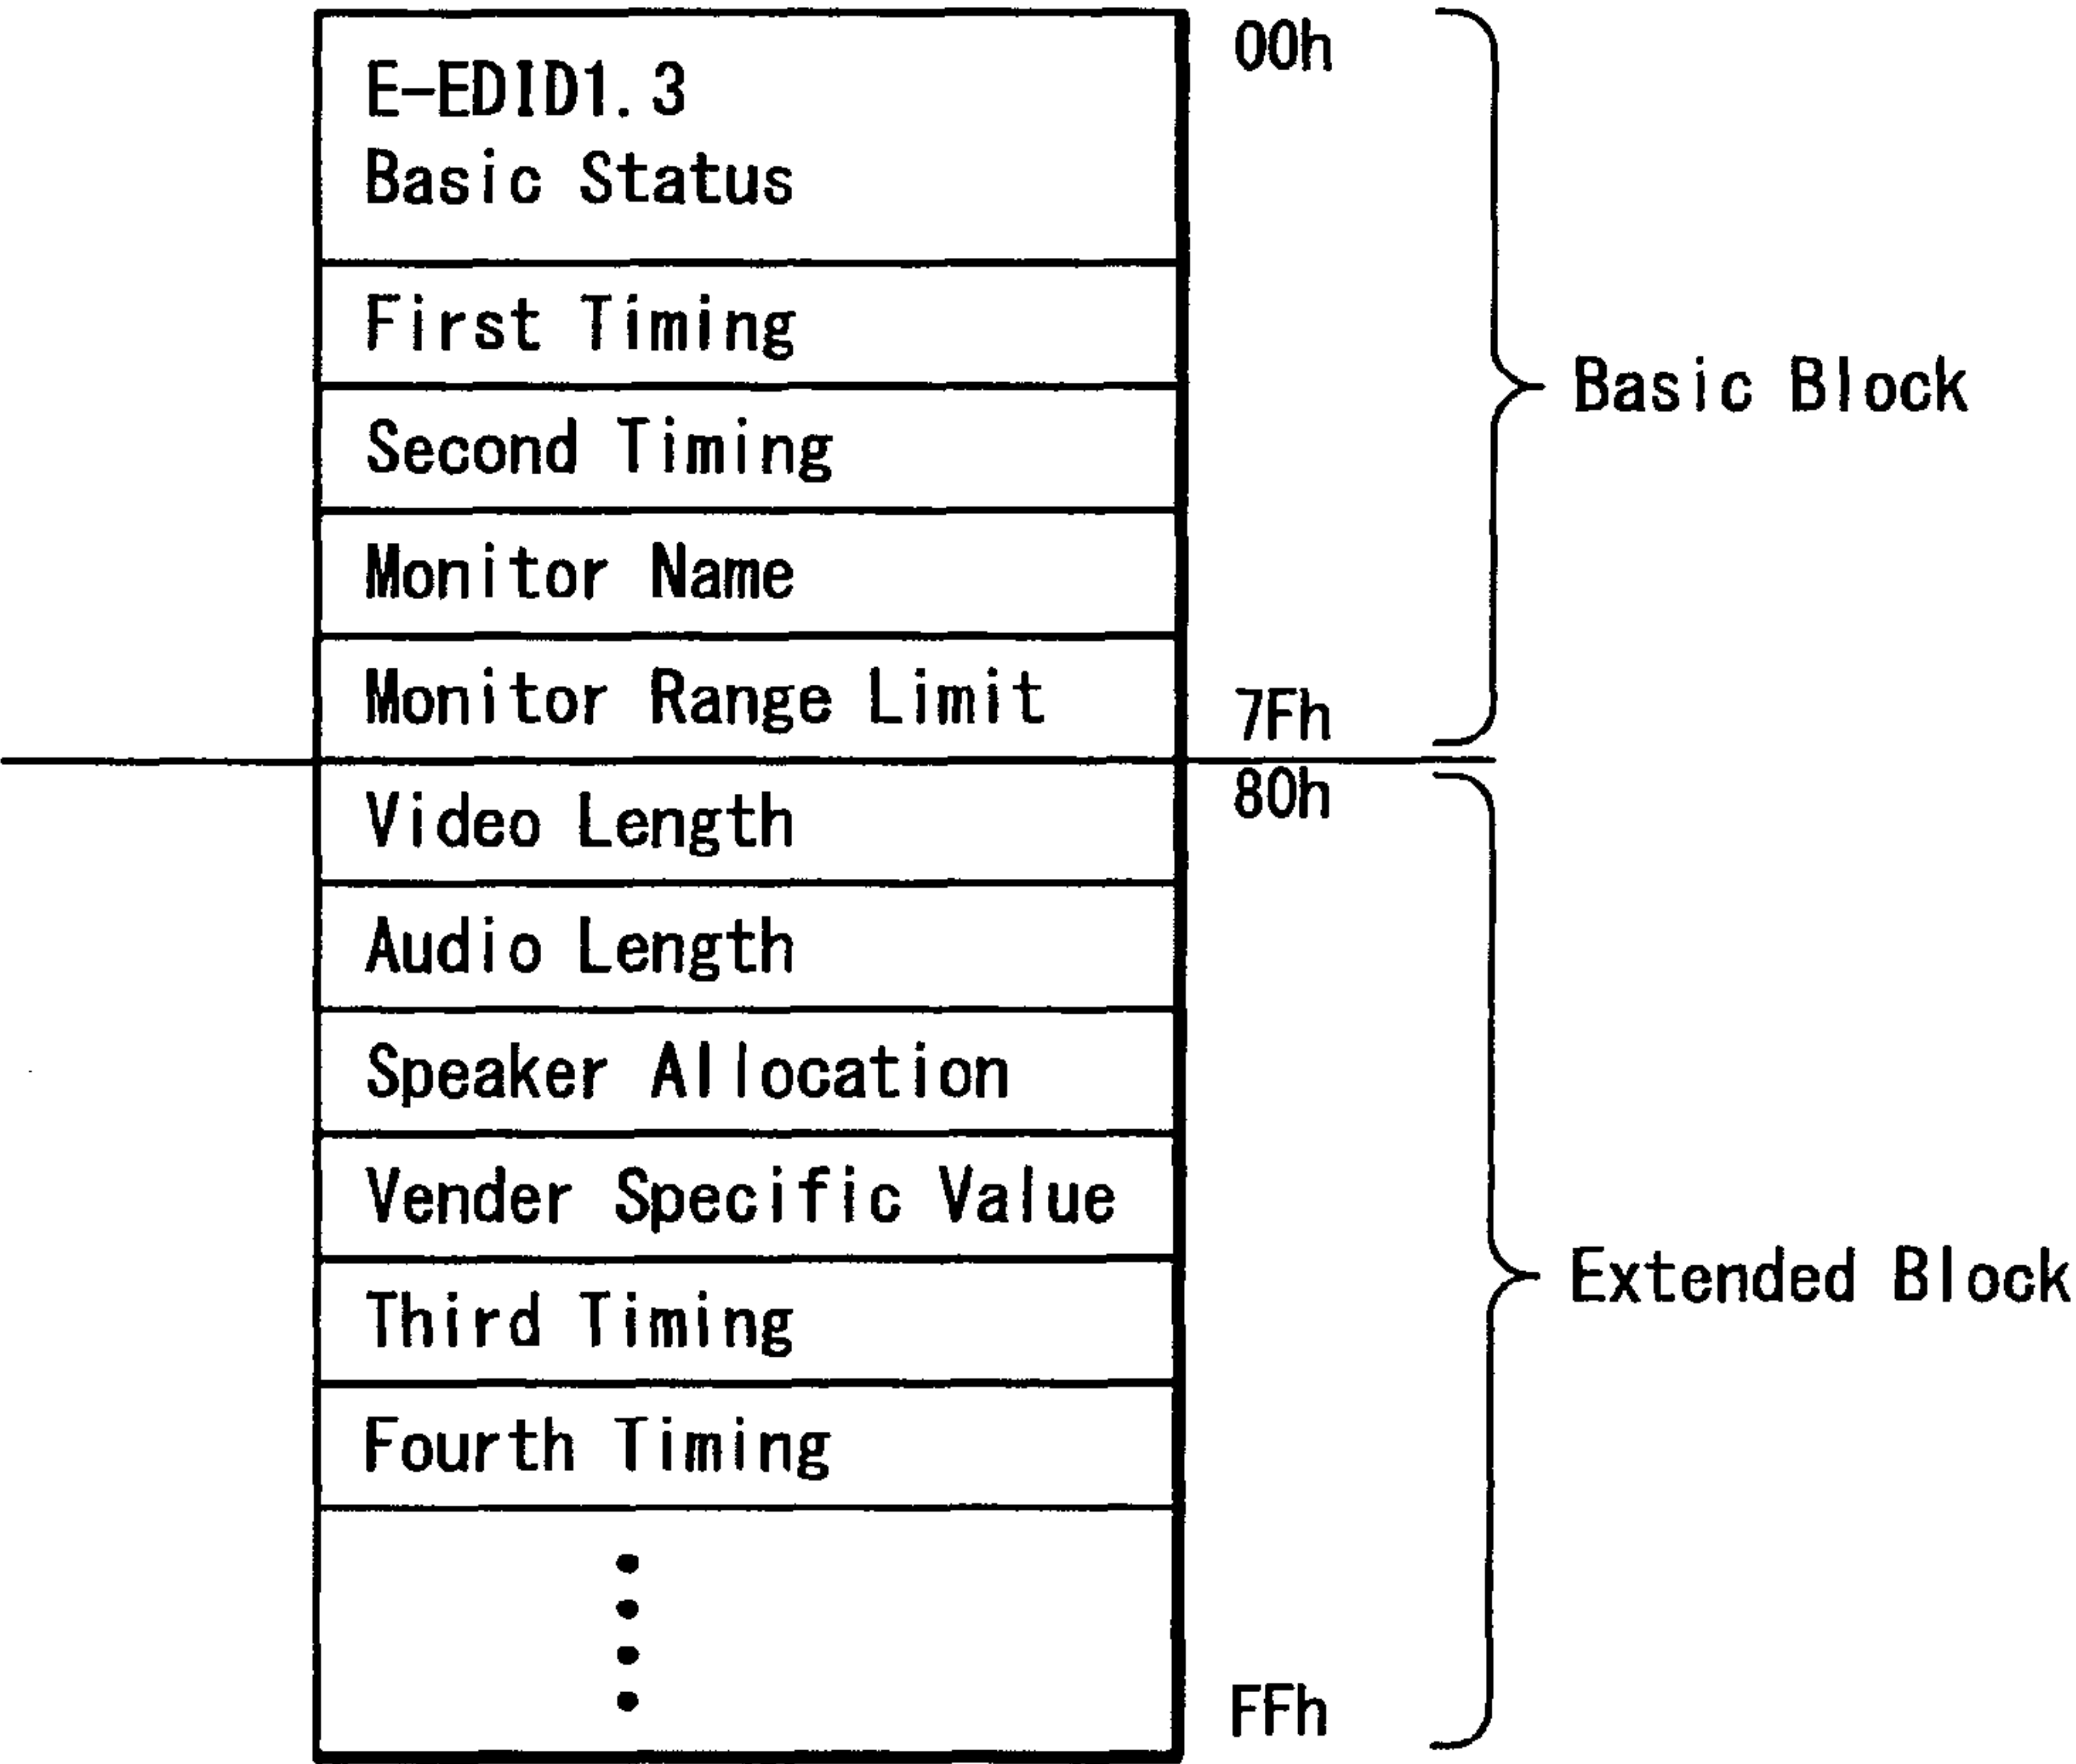 00h
E-EDID1.3
Basic Status
First Timing
Basic Block
Second Timing
Monitor Name
Monitor Range Limit
7Fh
80h
Video Length
Audio Length
Speaker Allocation
Vender Specific Value
Extended Block
Third Timing
Fourth Timing
FFh